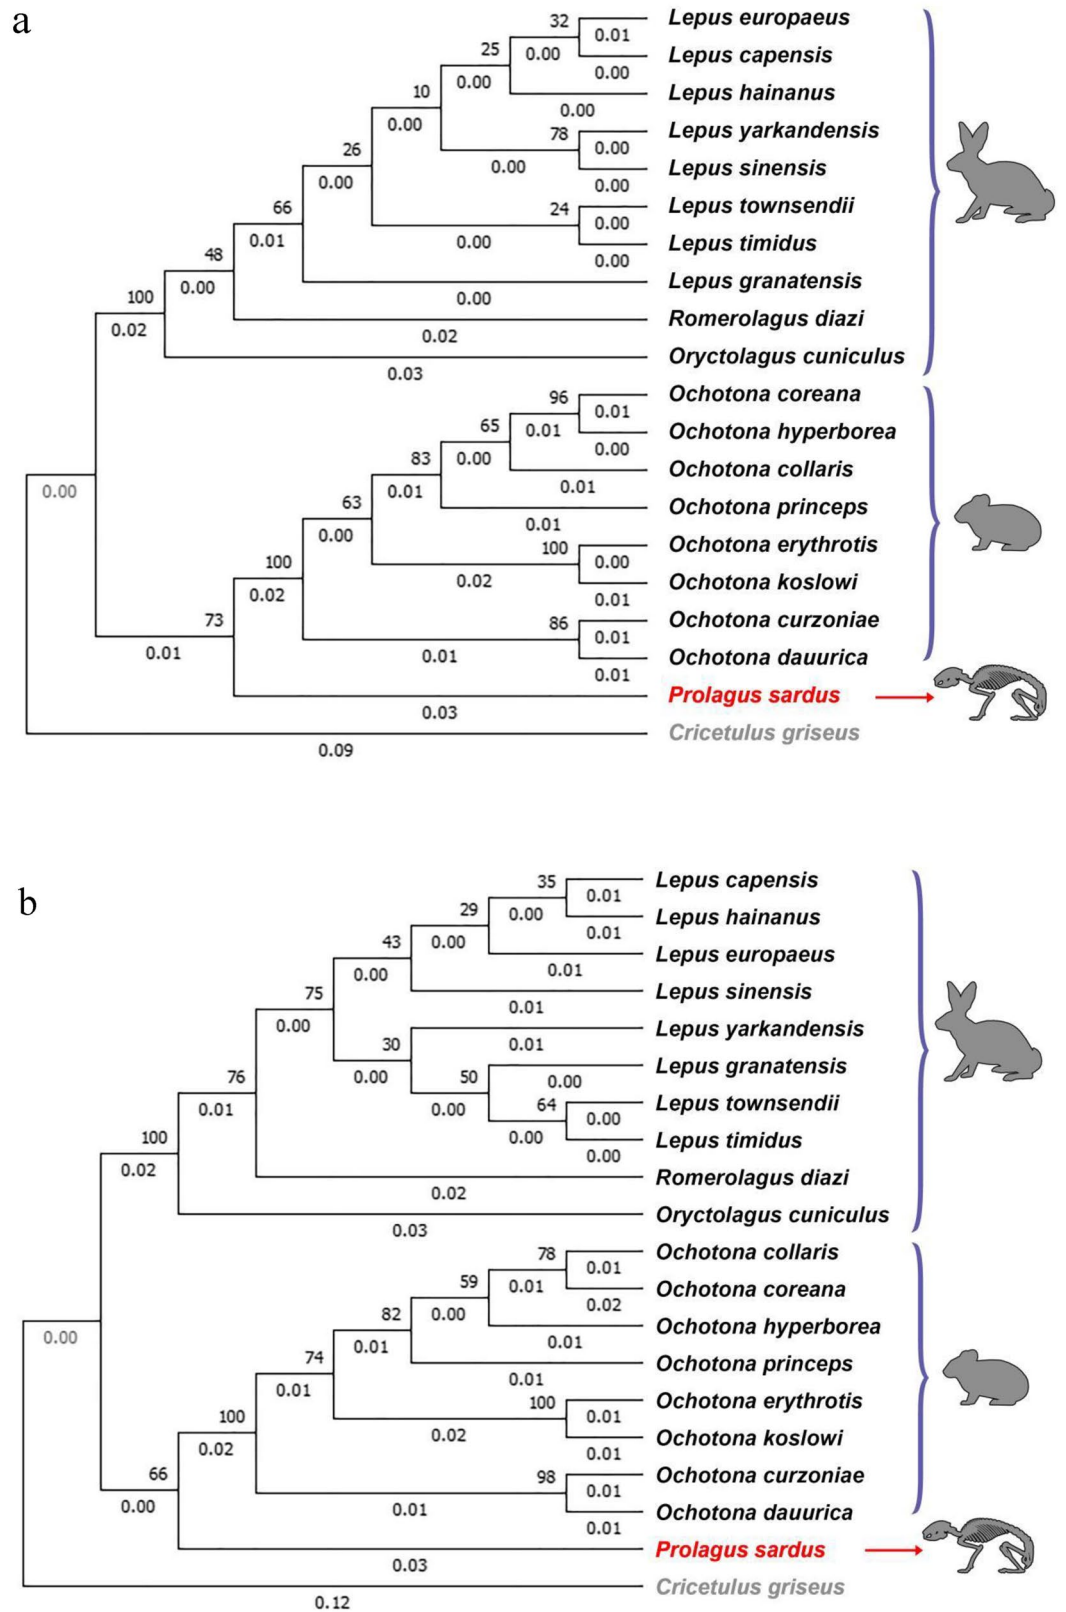 a
32
Lepus europaeus
0.01
25
0.00
Lepus capensis
0.00
10
0.00
Lepus hainanus
0.00
26
0.00
78
Lepus yarkandensis
0.00
0.00
Lepus sinensis
0.00
66
0.00
24
Lepus townsendii
0.00
48
0.01
0.00
Lepus timidus
0.00
100
0.00
Lepus granatensis
0.00
0.02
Romerolagus diazi
0.02
Oryctolagus cuniculus
0.03
96
Ochotona coreana
0.01
65
0.01
Ochotona hyperborea
0.00
83
0.00
Ochotona collaris
0.01
0.00
63
0.01
Ochotona princeps
0.01
100
0.00
100
Ochotona erythrotis
0.00
0.02
0.02
Ochotona koslowi
0.01
73
86
Ochotona curzoniae
0.01
0.01
0.01
Ochotona dauurica
0.01
Prolagus sardus
0.03
Cricetulus griseus
0.09
b
35
Lepus capensis
0.01
29
0.00
Lepus hainanus
0.01
43
0.00
Lepus europaeus
0.01
75
0.00
Lepus sinensis
0.01
0.00
30
Lepus yarkandensis
0.01
76
0.00
50
Lepus granatensis
0.00
0.01
0.00
64
Lepus townsendii
0.00
100
0.00
Lepus timidus
0.00
0.02
Romerolagus diazi
0.02
Oryctolagus cuniculus
0.03
78
Ochotona collaris
0.01
59
0.01
Ochotona coreana
0.02
82
0.00
Ochotona hyperborea
0.01
0.00
74
0.01
Ochotona princeps
0.01
100
0.01
100
Ochotona erythrotis
0.01
0.02
0.02
Ochotona koslowi
0.01
66
98
Ochotona curzoniae
0.01
0.00
0.01
Ochotona dauurica
0.01
Prolagus sardus
0.03
Cricetulus griseus
0.12